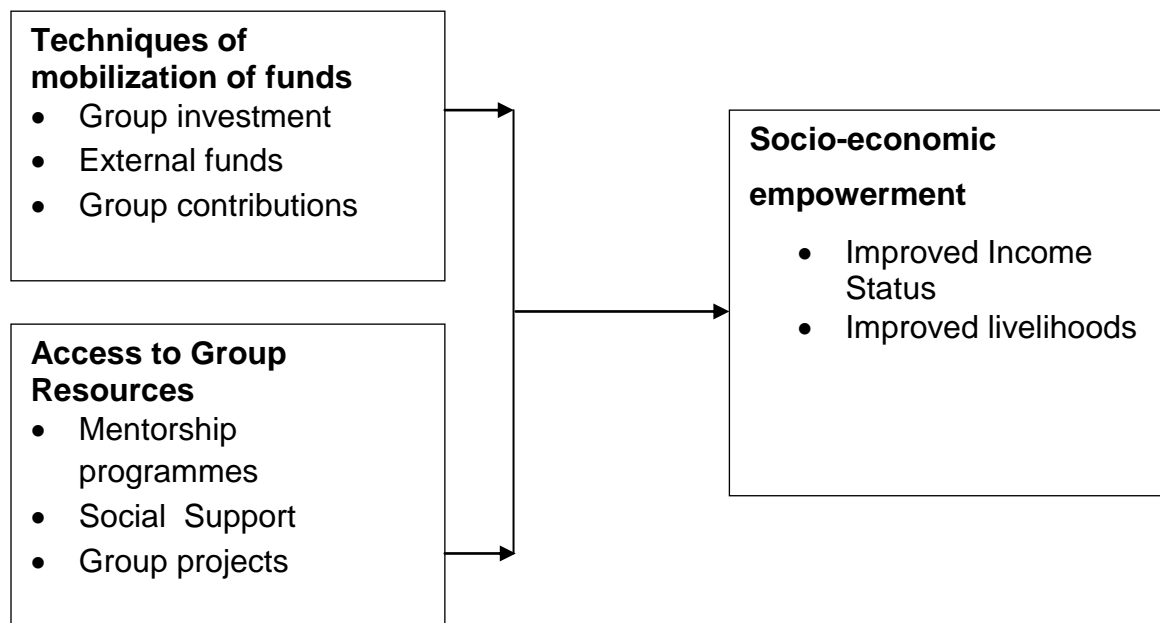 Techniques of
mobilization of funds
• Group investment
• External funds
• Group contributions
Access to Group
Resources
• Mentorship
programmes
• Social Support
• Group projects
Socio-economic
empowerment
• Improved Income
Status
• Improved livelihoods